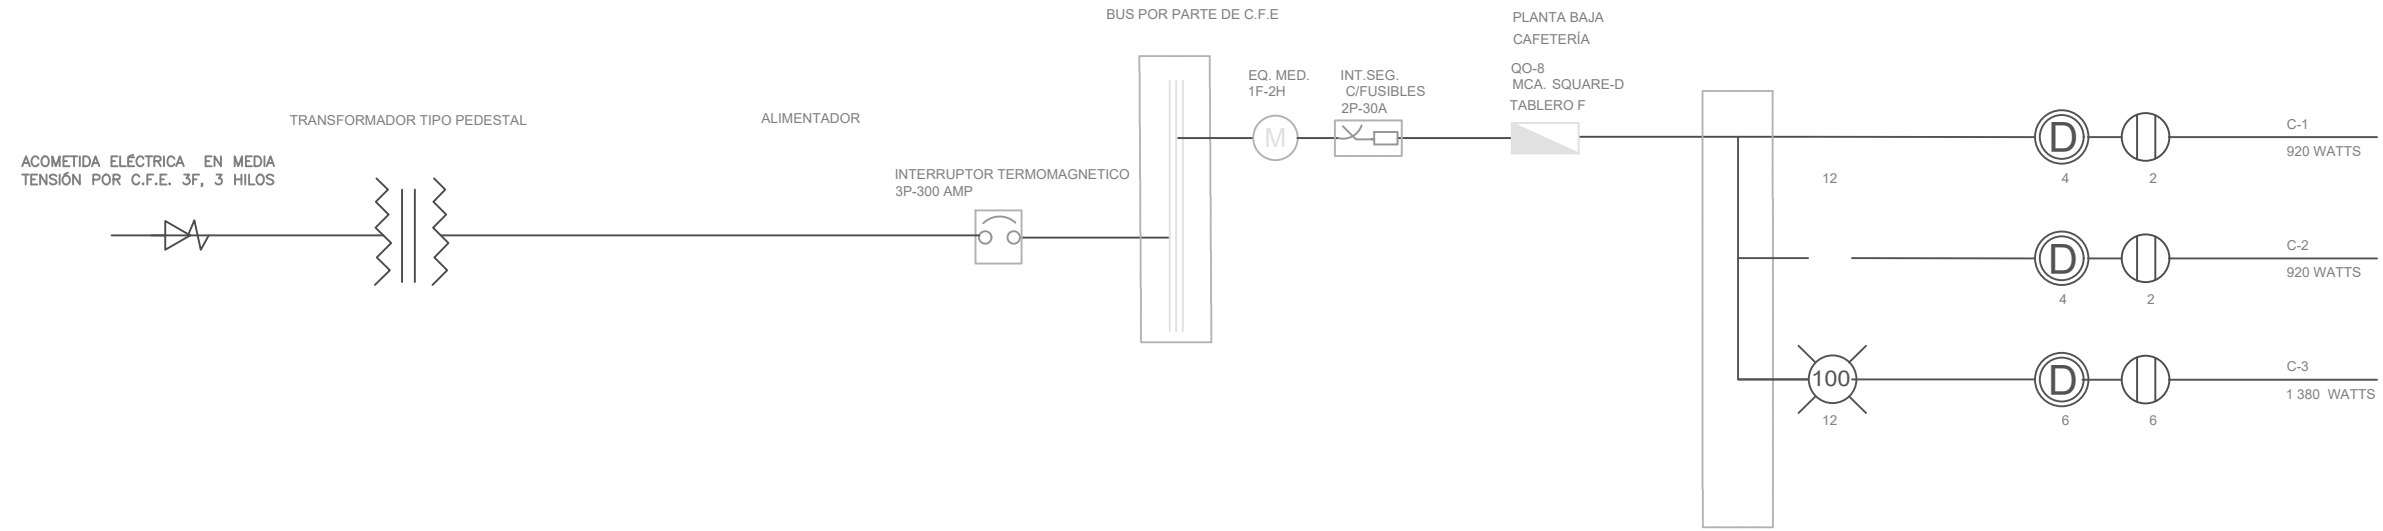 BUS POR PARTE DE C.F.E
PLANTA BAJA
CAFETERÍA
QO-8
MCA. SQUARE-D
TABLERO F
EQ. MED.
1F-2H
INT.SEG.
C/FUSIBLES
2P-30A
TRANSFORMADOR TIPO PEDESTAL
ALIMENTADOR
ACOMETIDA ELÉCTRICA EN MEDIA
TENSIÓN POR C.F.E. 3F, 3 HILOS
INTERRUPTOR TERMOMAGNETICO
3P-300 AMP
M
D
C-1
920 WATTS
12
4
2
D
C-2
920 WATTS
4
2
100
D
C-3
1 380 WATTS
12
6
6